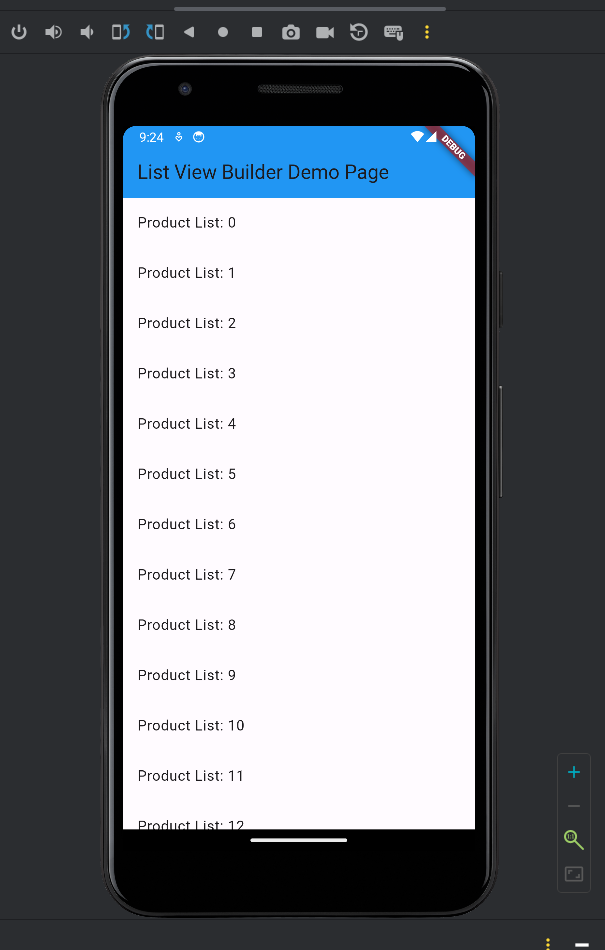 9:24
DEBUG
List View Builder Demo Page
Product List: 0
Product List: 1
Product List: 2
Product List: 3
Product List: 4
Product List: 5
Product List: 6
Product List: 7
Product List: 8
Product List: 9
Product List: 10
Product List: 11
Product List: 12